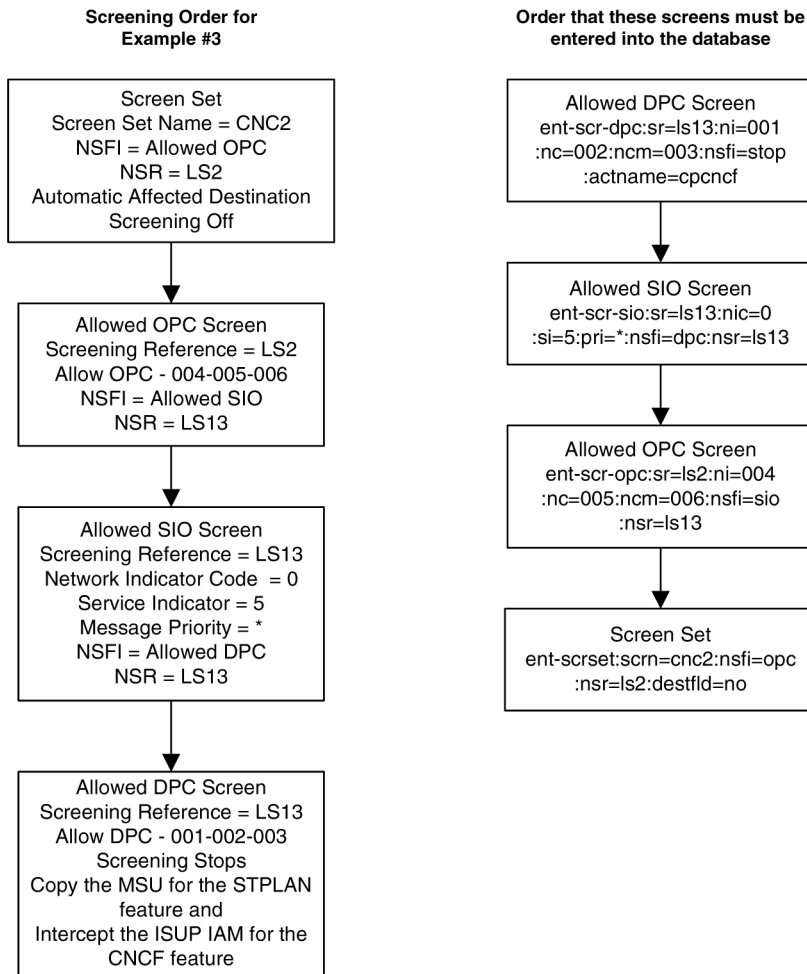 Screening Order for
Example #3
Screen Set
Screen Set Name = CNC2
NSFI = Allowed OPC
NSR = LS2
Automatic Affected Destination
Screening Off
Allowed OPC Screen
Screening Reference = LS2
Allow OPC - 004-005-006
NSFI = Allowed SIO
NSR = LS13
Allowed SIO Screen
Screening Reference = LS13
Network Indicator Code  = 0
Service Indicator = 5
Message Priority = *
NSFI = Allowed DPC
NSR = LS13
Allowed DPC Screen
Screening Reference = LS13
Allow DPC - 001-002-003
Screening Stops
Copy the MSU for the STPLAN
feature and
Intercept the ISUP IAM for the
CNCF feature
Order that these screens must be
entered into the database
Allowed DPC Screen
ent-scr-dpc:sr=ls13:ni=001
:nc=002:ncm=003:nsfi=stop
:actname=cpcncf
Allowed SIO Screen
ent-scr-sio:sr=ls13:nic=0
:si=5:pri=*:nsfi=dpc:nsr=ls13
Allowed OPC Screen
ent-scr-opc:sr=ls2:ni=004
:nc=005:ncm=006:nsfi=sio
:nsr=ls13
Screen Set
ent-scrset:scrn=cnc2:nsfi=opc
:nsr=ls2:destfld=no